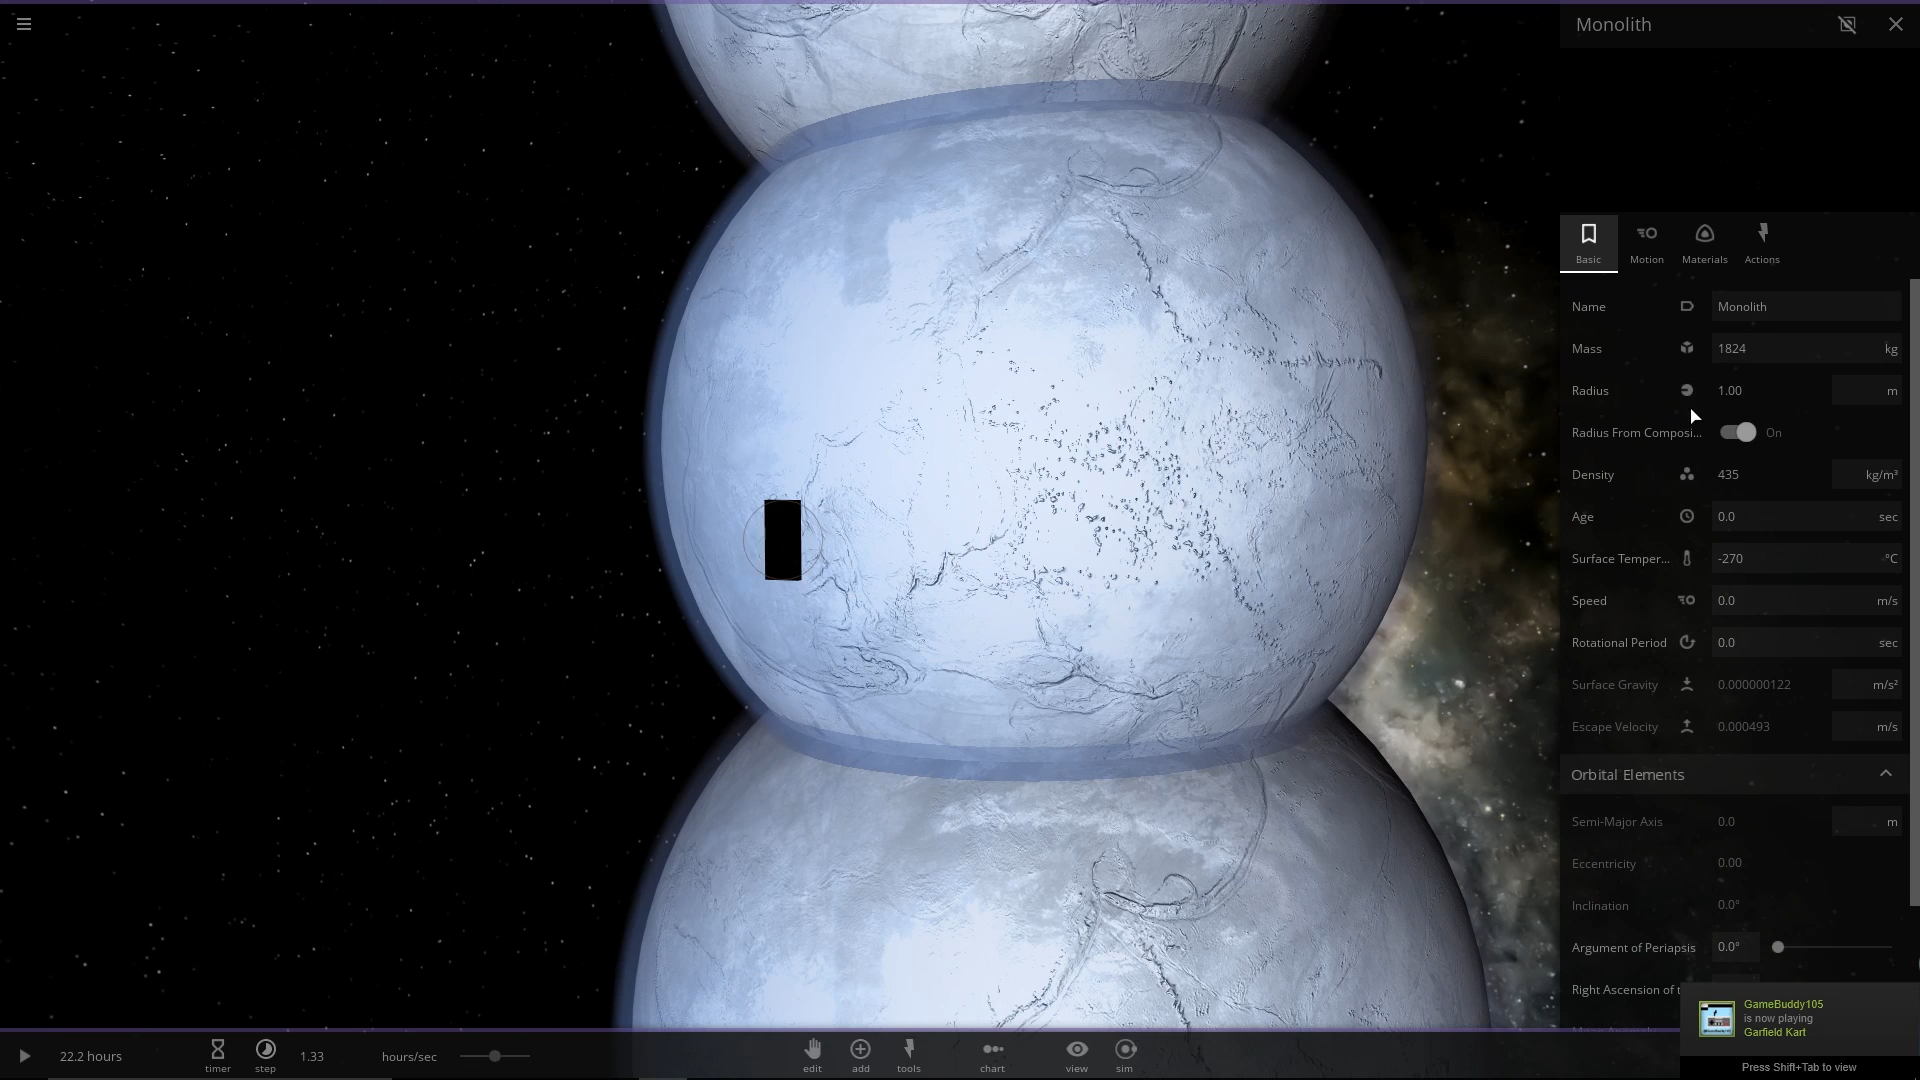 Monolith
Basic
Motion
Materials
Actions
Name Monolith
Mass 1824 kg
Radius 1.00 m
Radius From Composi... On
Density 435 kg/m³
Age 0.0 sec
Surface Temper... -270 °C
Speed 0.0 m/s
Rotational Period 0.0 sec
Surface Gravity 0.000000122 m/s²
Escape Velocity 0.000493 m/s
Orbital Elements
Semi-Major Axis 0.0 m
Eccentricity 0.00
Inclination 0.0°
Argument of Periapsis 0.0°
Right Ascension of t
GameBuddy105
is now playing
Garfield Kart
Press Shift+Tab to view
22.2 hours
timer
step
1.33 hours/sec
edit
add
tools
chart
view
sim